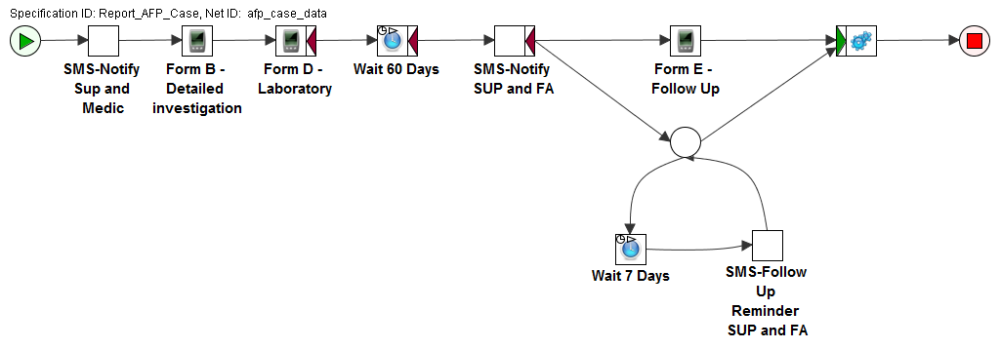 Specification ID: Report_AFP_Case, Net ID:  afp_case_data
SMS-Notify
Sup and
Medic
Form B -
Detailed
investigation
Form D -
Laboratory
Wait 60 Days
SMS-Notify
SUP and FA
Form E -
Follow Up
Wait 7 Days
SMS-Follow
Up
Reminder
SUP and FA